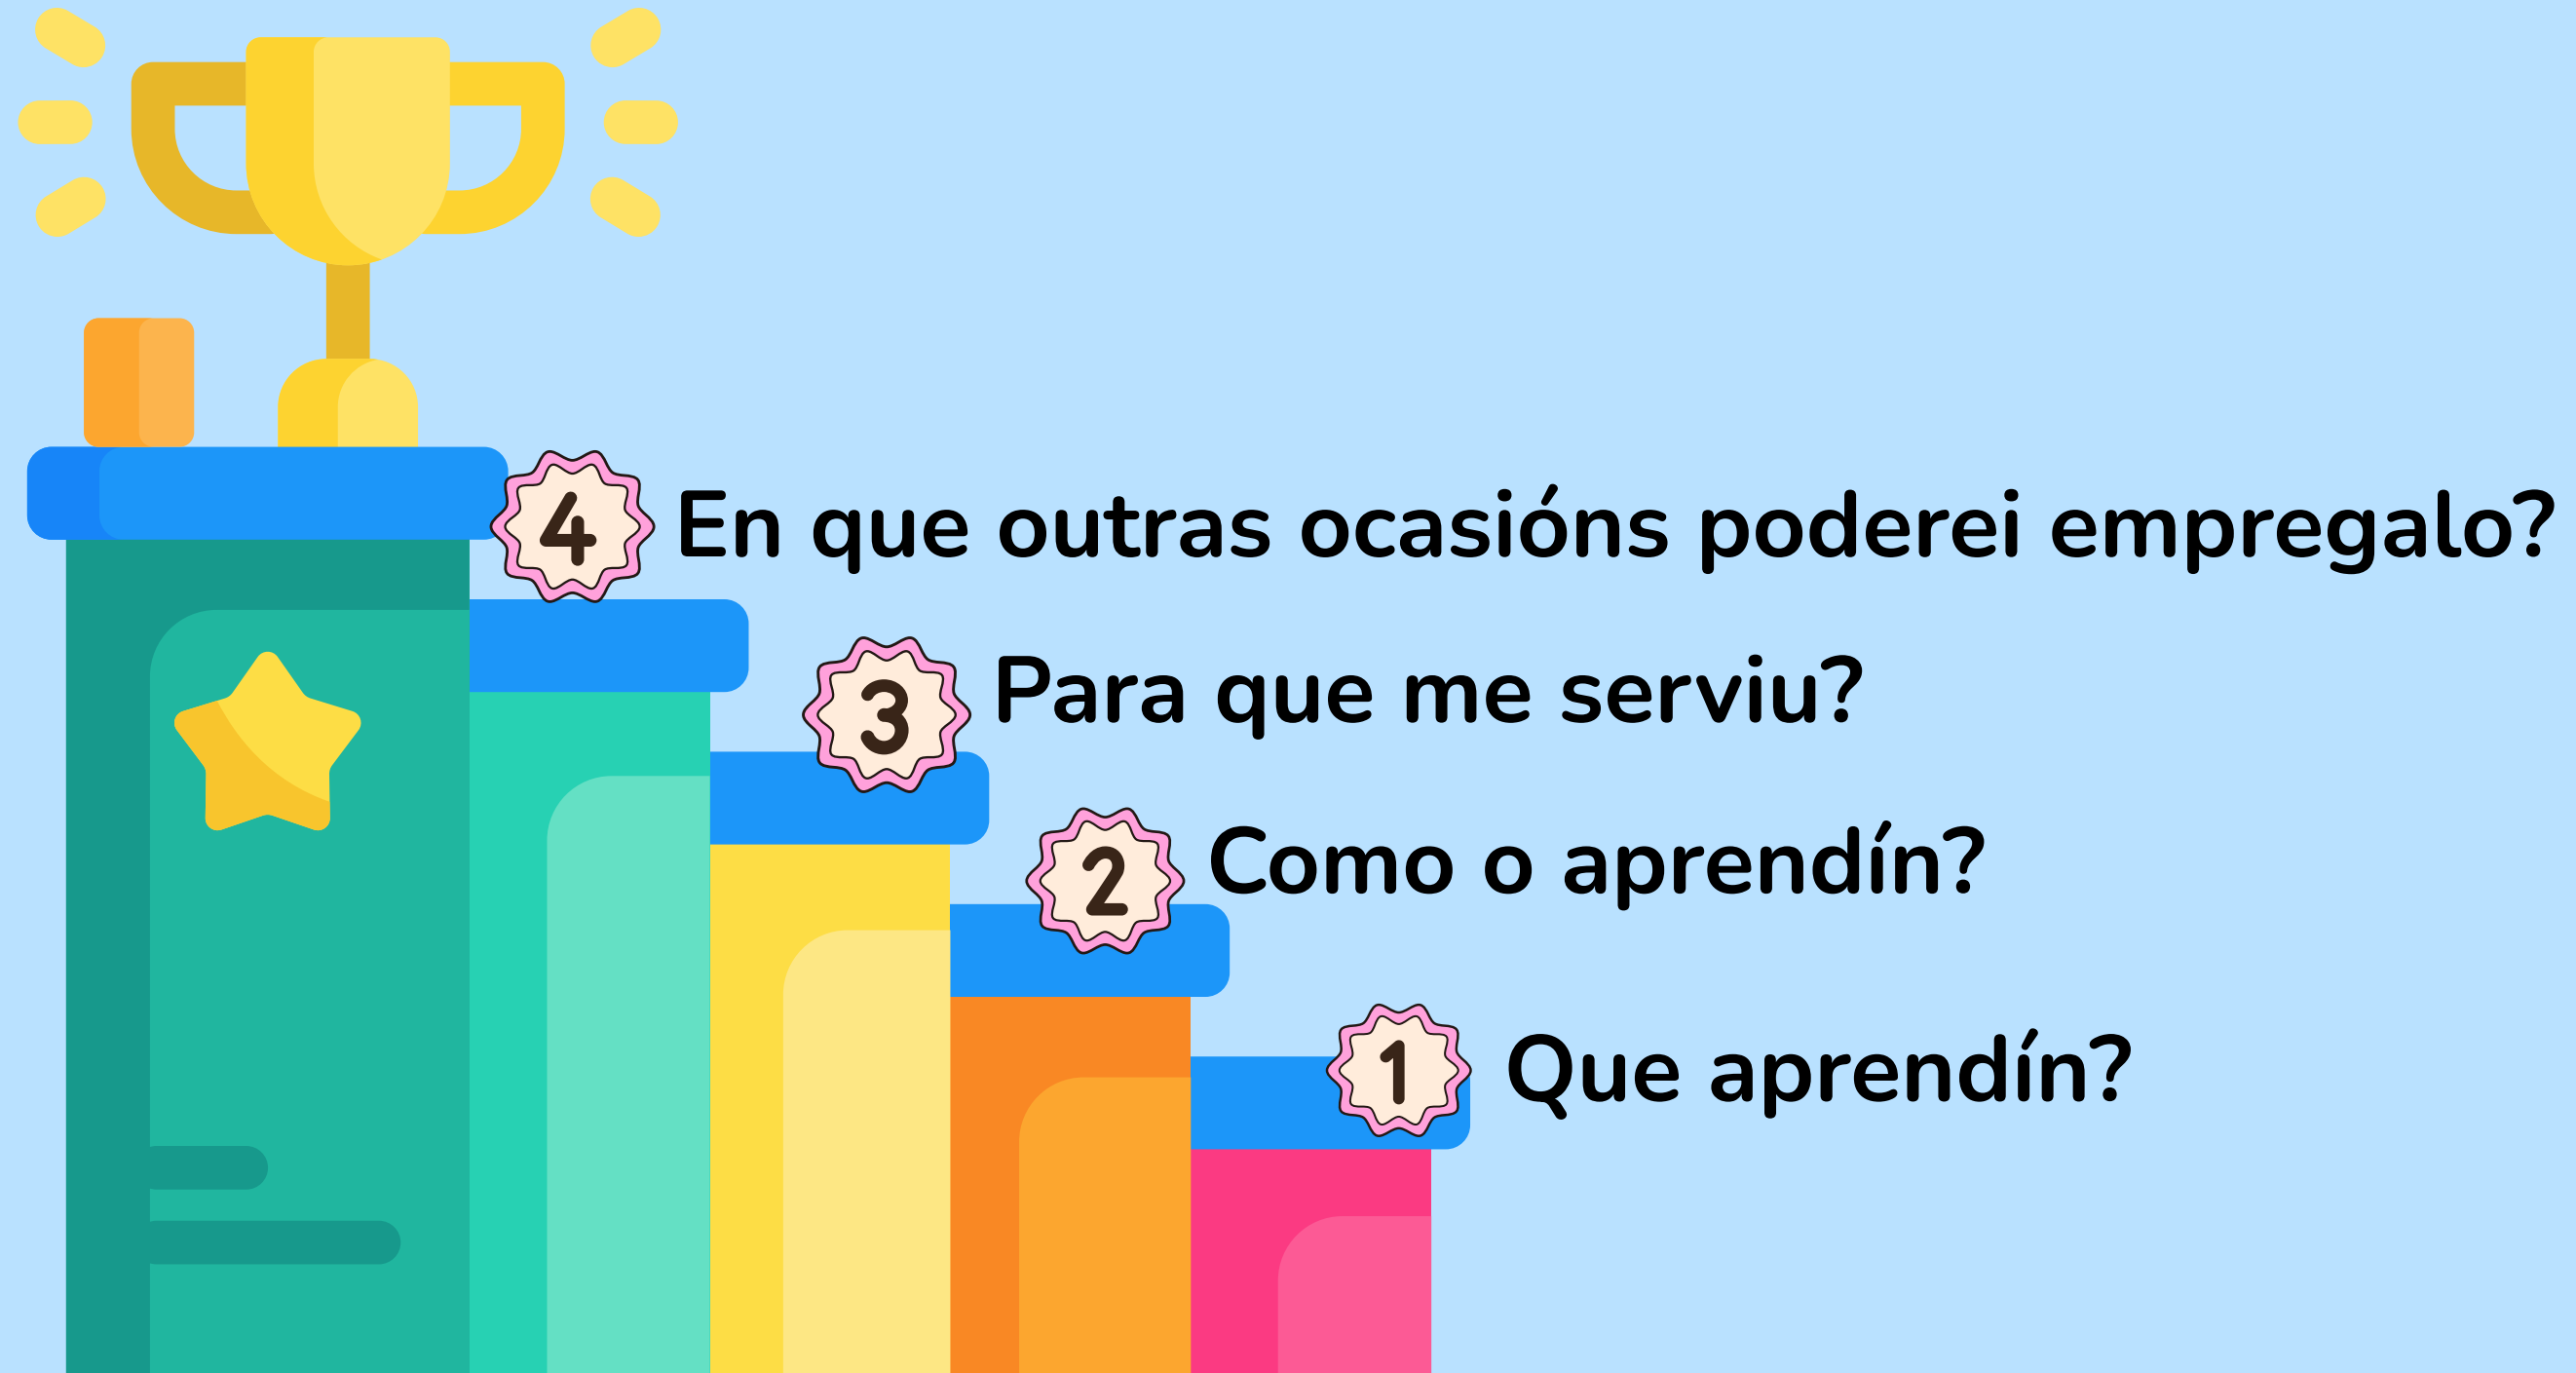 4 En que outras ocasións poderei empregalo?
3 Para que me serviu?
2 Como o aprendín?
1 Que aprendín?